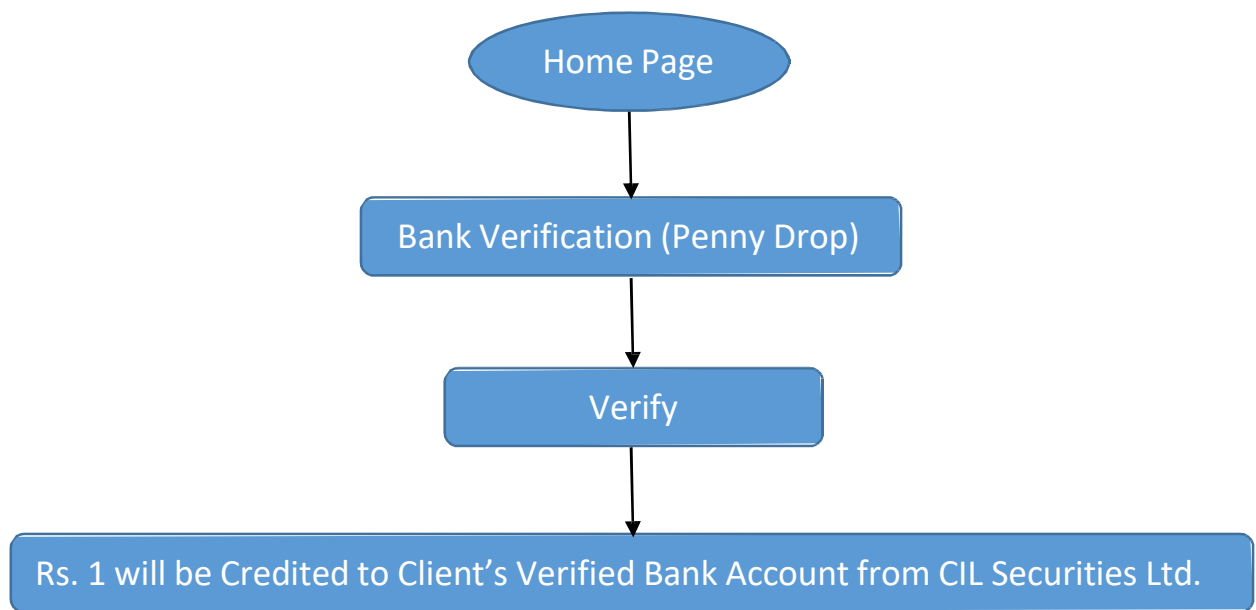 Home Page
Bank Verification (Penny Drop)
Verify
Rs. 1 will be Credited to Client’s Verified Bank Account from CIL Securities Ltd.